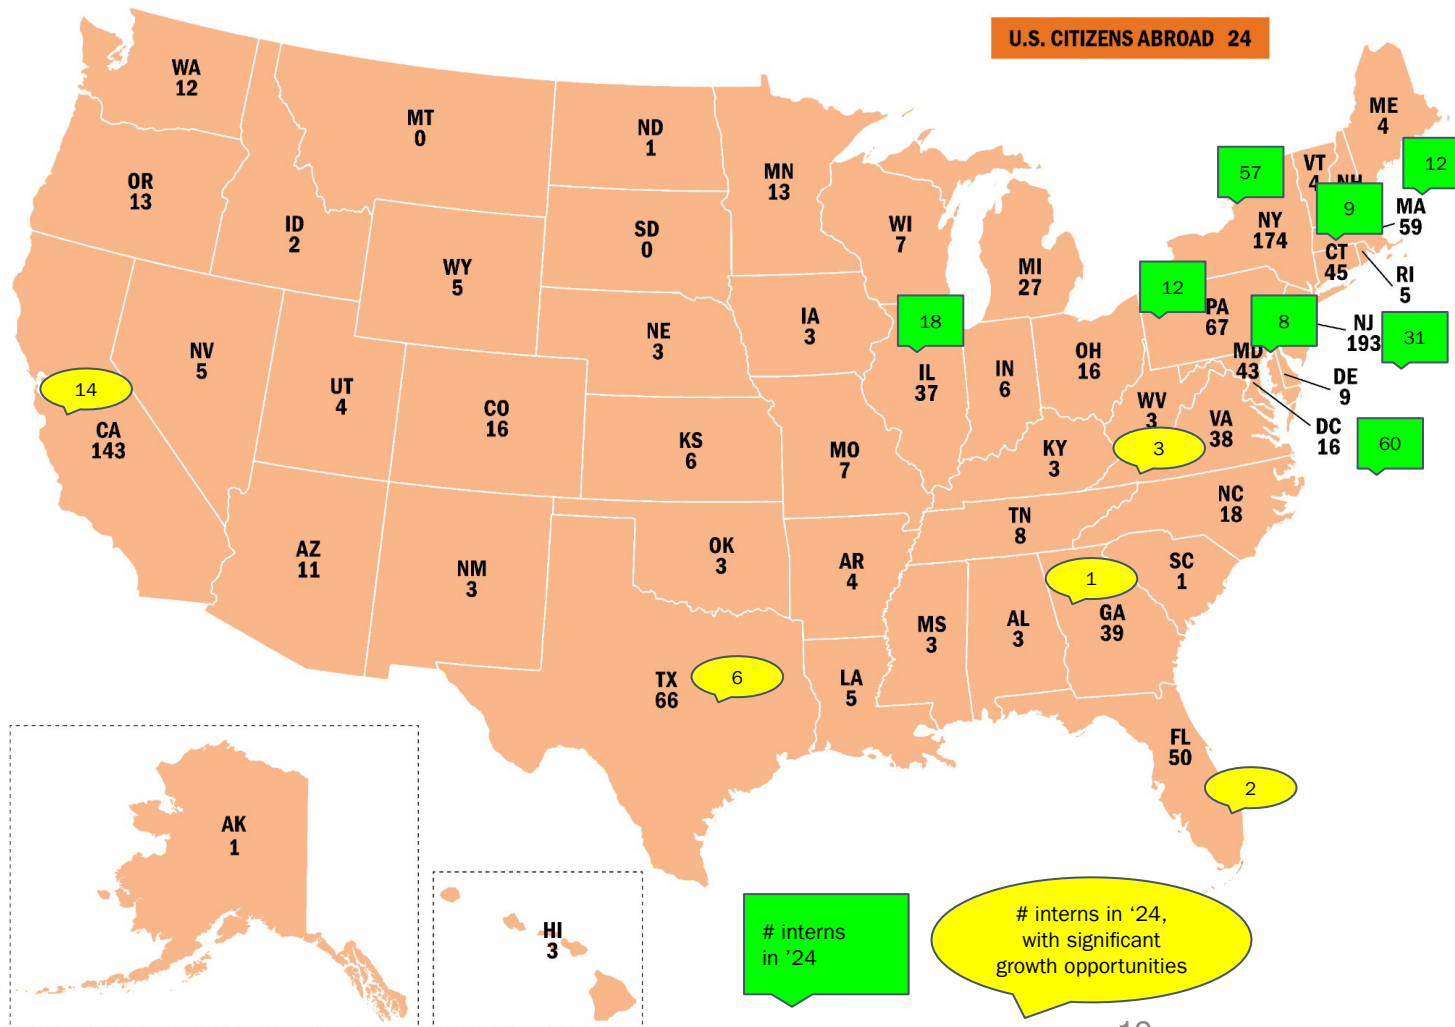 U.S. CITIZENS ABROAD 24
WA
12
MT
0
ND
1
MN
13
ME
4
VT
4
NH
57
12
9
MA
59
OR
13
ID
2
SD
0
WI
7
NY
174
CT
45
RI
5
WY
5
MI
27
12
PA
67
8
NJ
193
31
18
IA
3
NE
3
NV
5
OH
16
MD
43
DE
9
IL
37
IN
6
UT
4
CO
16
14
CA
143
WV
3
VA
38
DC
16
60
3
KS
6
MO
7
KY
3
NC
18
TN
8
AZ
11
NM
3
OK
3
AR
4
1
SC
1
GA
39
MS
3
AL
3
TX
66
6
LA
5
FL
50
2
AK
1
HI
3
# interns
in ’24
# interns in ‘24,
with significant
growth opportunities